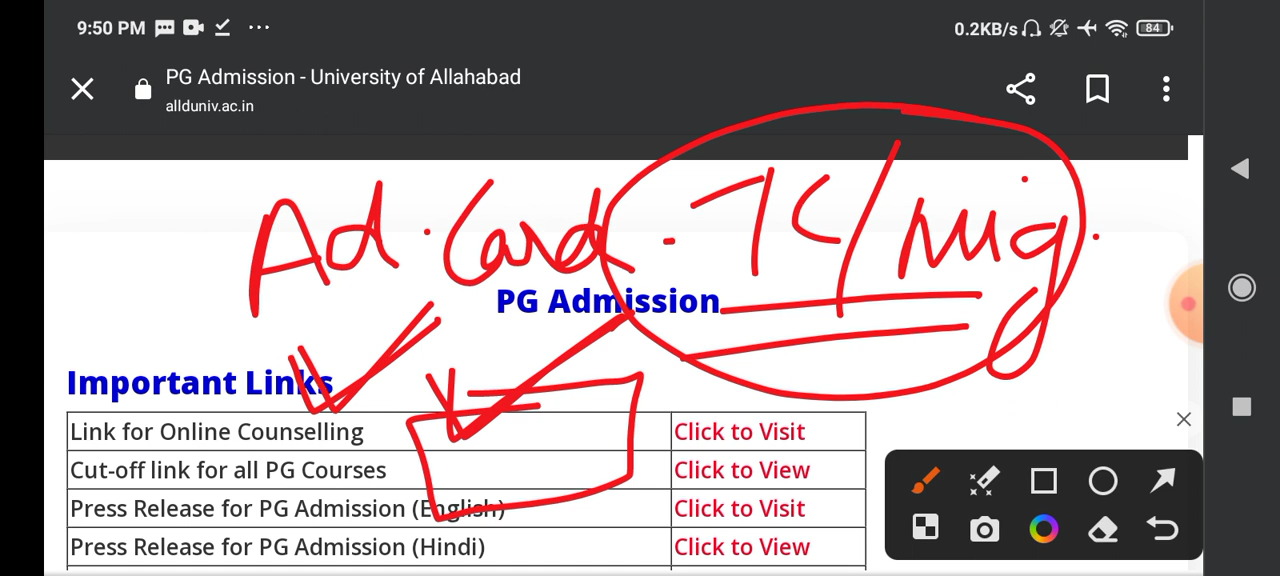 9:50 PM ... 0.2KB/s 84
PG Admission - University of Allahabad
allduniv.ac.in
Ad. Card - TC/Mig.
PG Admission
Important Links
Link for Online Counselling Click to Visit
Cut-off link for all PG Courses Click to View
Press Release for PG Admission (English) Click to Visit
Press Release for PG Admission (Hindi) Click to View